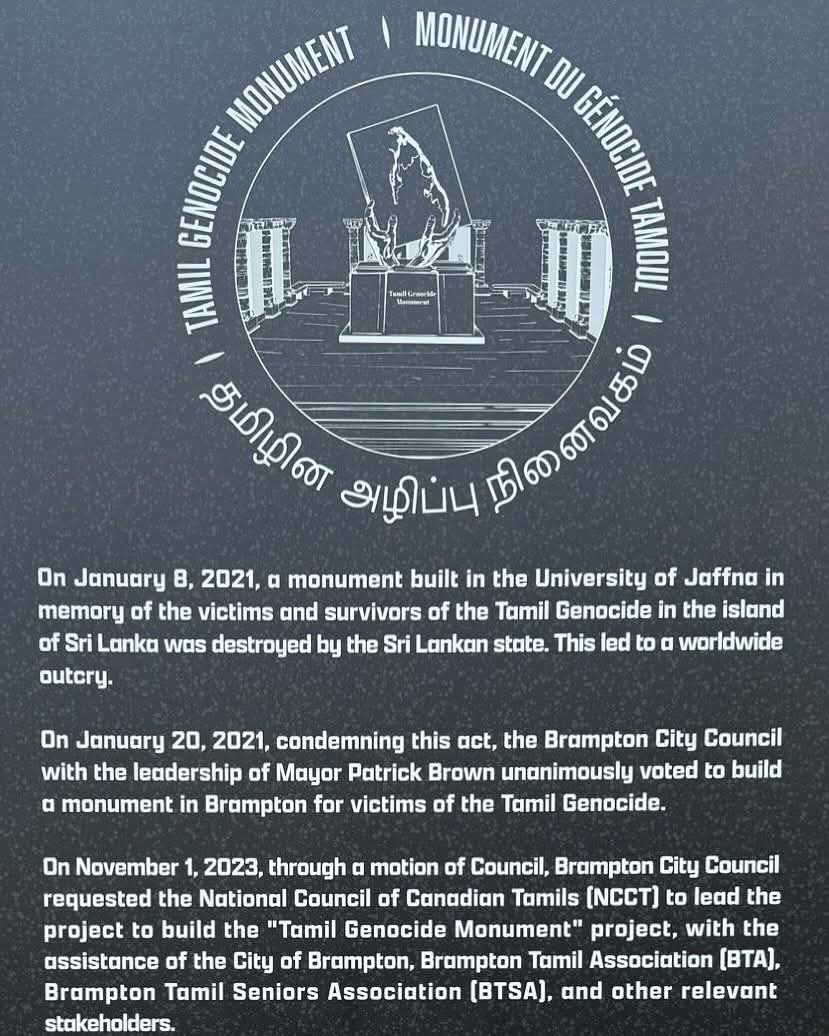 TAMIL GENOCIDE MONUMENT
MONUMENT DU GÉNOCIDE TAMOUL
தமிழின அழிப்பு நினைவகம்
Tamil Genocide
Monument
On January 8, 2021, a monument built in the University of Jaffna in
memory of the victims and survivors of the Tamil Genocide in the island
of Sri Lanka was destroyed by the Sri Lankan state. This led to a worldwide
outcry.
On January 20, 2021, condemning this act, the Brampton City Council
with the leadership of Mayor Patrick Brown unanimously voted to build
a monument in Brampton for victims of the Tamil Genocide.
On November 1, 2023, through a motion of Council, Brampton City Council
requested the National Council of Canadian Tamils (NCCT) to lead the
project to build the "Tamil Genocide Monument" project, with the
assistance of the City of Brampton, Brampton Tamil Association (BTA),
Brampton Tamil Seniors Association (BTSA), and other relevant
stakeholders.